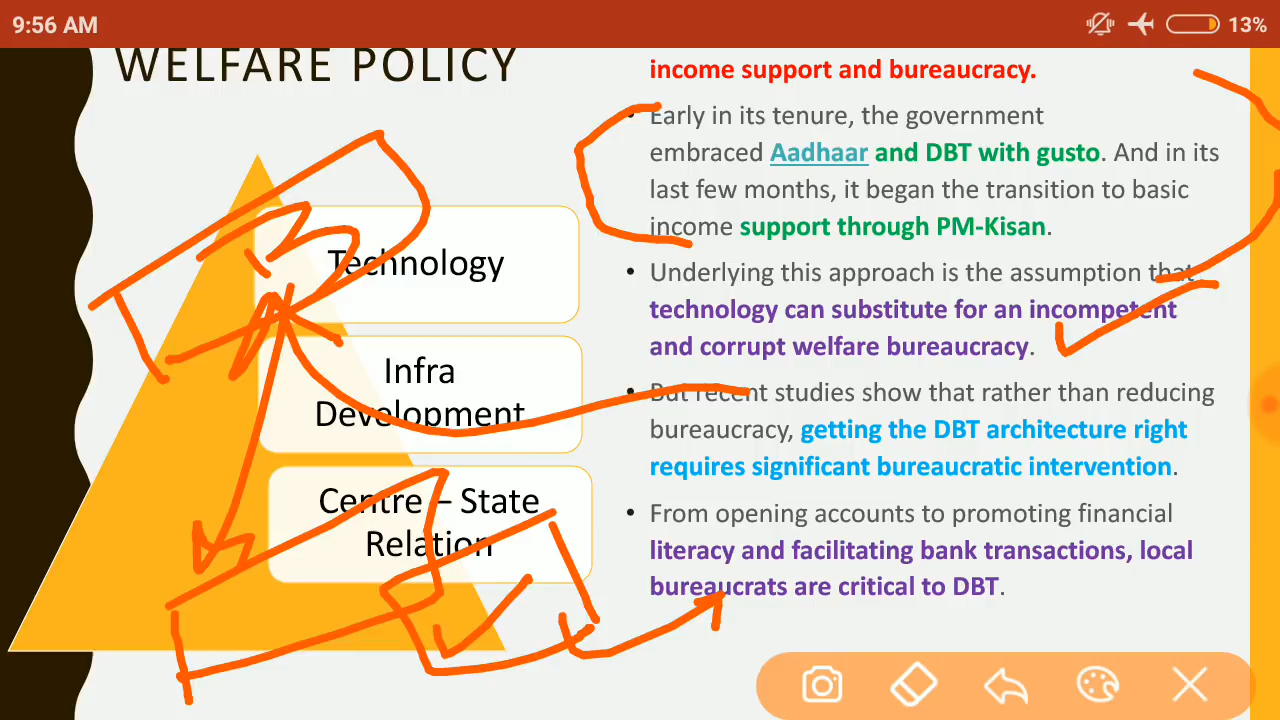 9:56 AM
13%
WELFARE POLICY
Technology
Infra
Development
Centre – State
Relation
income support and bureaucracy.
• Early in its tenure, the government
embraced Aadhaar and DBT with gusto. And in its
last few months, it began the transition to basic
income support through PM-Kisan.
• Underlying this approach is the assumption that
technology can substitute for an incompetent
and corrupt welfare bureaucracy.
• But recent studies show that rather than reducing
bureaucracy, getting the DBT architecture right
requires significant bureaucratic intervention.
• From opening accounts to promoting financial
literacy and facilitating bank transactions, local
bureaucrats are critical to DBT.